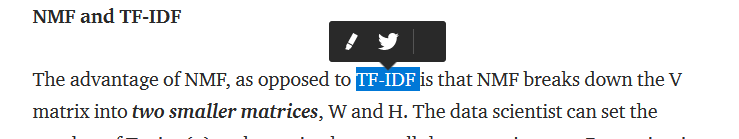 NMF and TF-IDF
The advantage of NMF, as opposed to TF-IDF is that NMF breaks down the V
matrix into two smaller matrices, W and H. The data scientist can set the